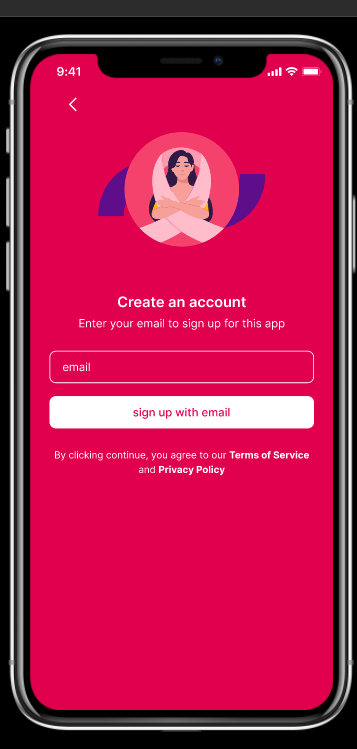 9:41
Create an account
Enter your email to sign up for this app
email
sign up with email
By clicking continue, you agree to our Terms of Service
and Privacy Policy